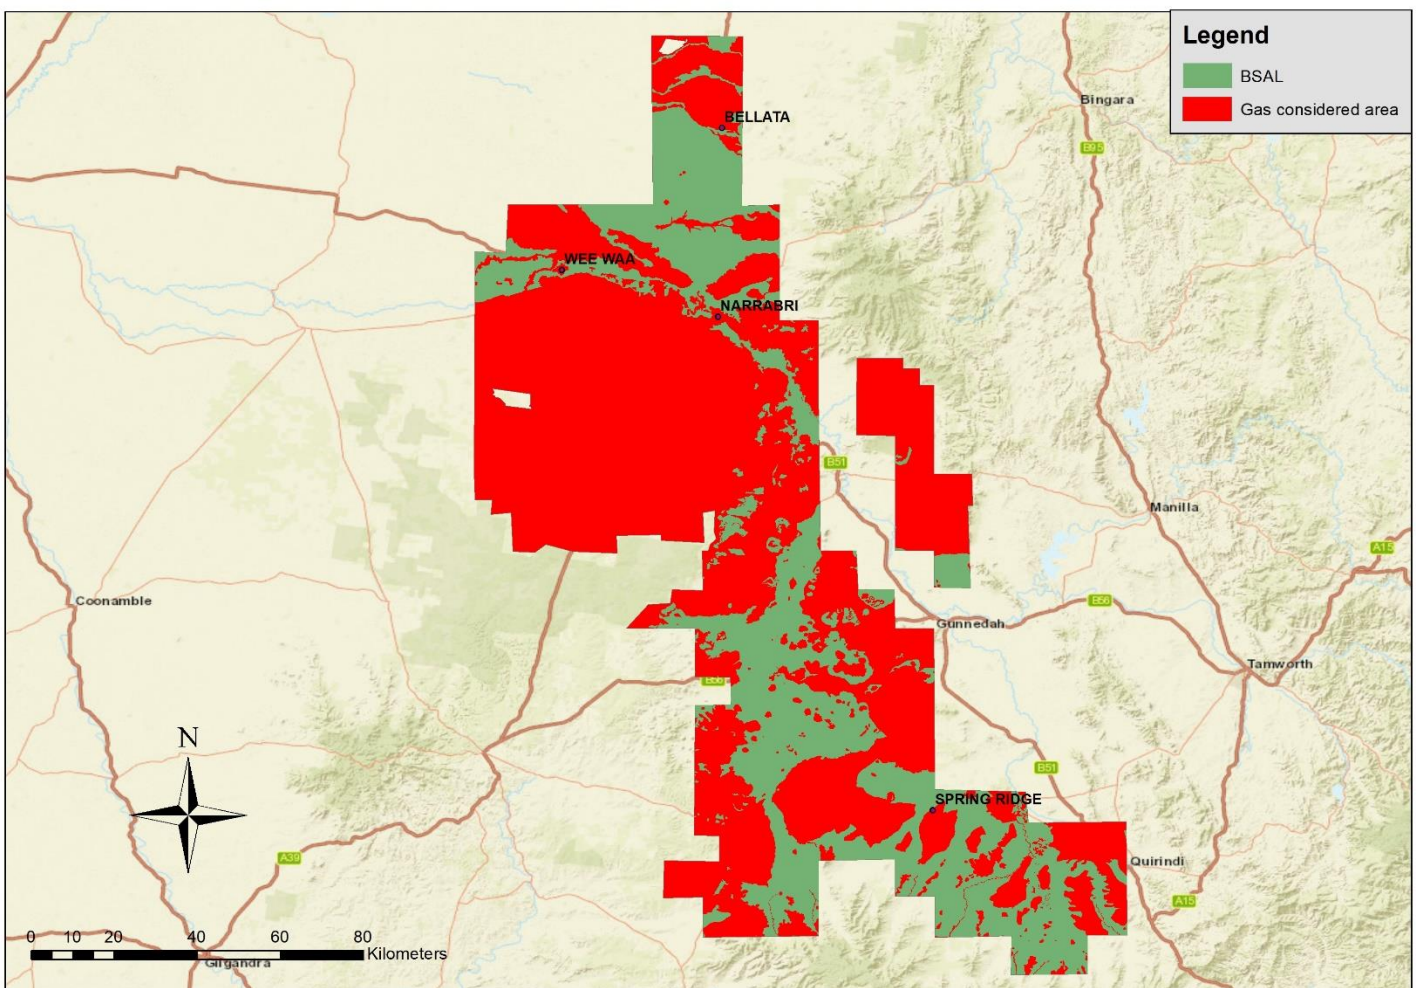 Legend
BSAL
Gas considered area
Bingara
B95
BELLATA
WEE WAA
NARRABRI
B51
Manilla
A15
Coonamble
B56
Gunnedah
Tamworth
B56
N
B51
SPRING RIDGE
A39
Quirindi
A15
0 10 20 40 60 80
Kilometers
Gilgandra